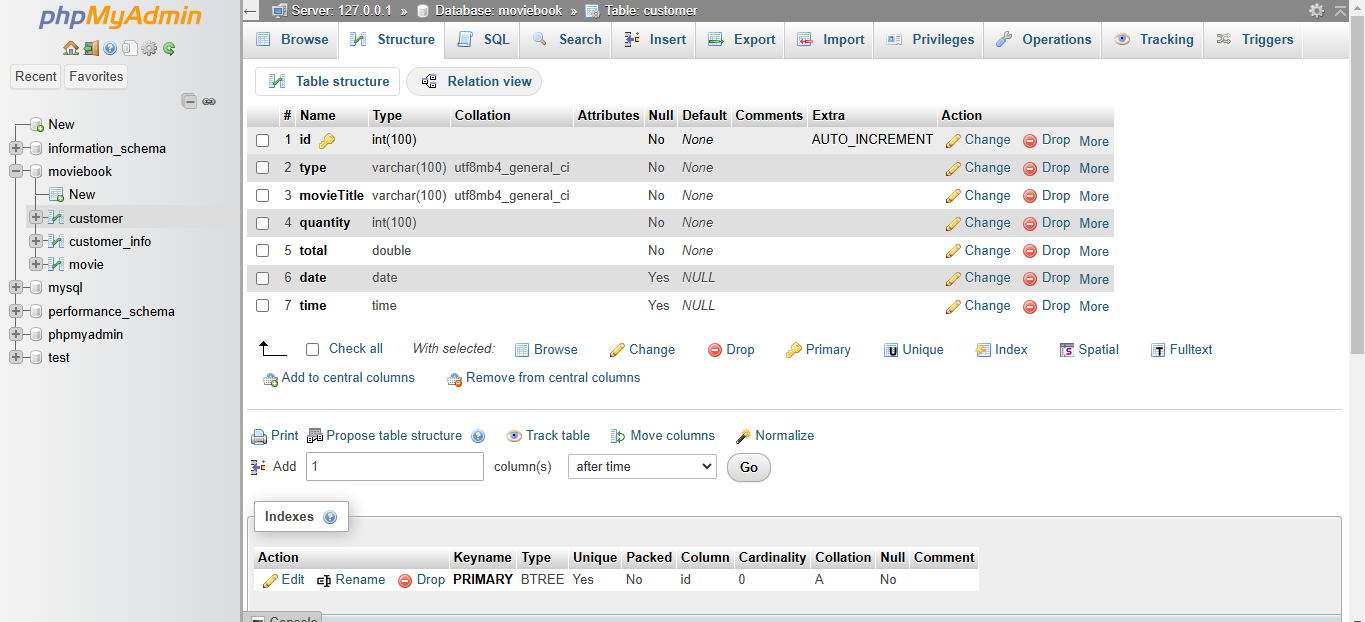 phpMyAdmin
Recent Favorites
New
information_schema
moviebook
New
customer
customer_info
movie
mysql
performance_schema
phpmyadmin
test
Server: 127.0.0.1 » Database: moviebook » Table: customer
Browse Structure SQL Search Insert Export Import Privileges Operations Tracking Triggers
Table structure Relation view
# Name Type Collation Attributes Null Default Comments Extra Action
1 id int(100) No None AUTO_INCREMENT Change Drop More
2 type varchar(100) utf8mb4_general_ci No None Change Drop More
3 movieTitle varchar(100) utf8mb4_general_ci No None Change Drop More
4 quantity int(100) No None Change Drop More
5 total double No None Change Drop More
6 date date Yes NULL Change Drop More
7 time time Yes NULL Change Drop More
Check all With selected: Browse Change Drop Primary Unique Index Spatial Fulltext
Add to central columns Remove from central columns
Print Propose table structure Track table Move columns Normalize
Add 1 column(s) after time Go
Indexes
Action Keyname Type Unique Packed Column Cardinality Collation Null Comment
Edit Rename Drop PRIMARY BTREE Yes No id 0 A No
Console